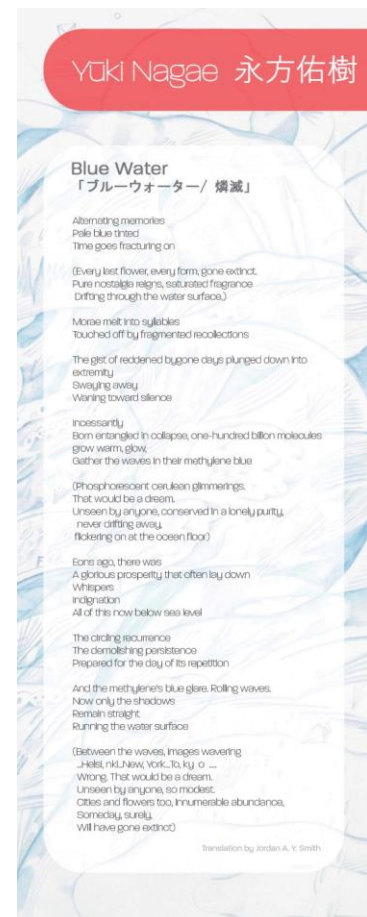 Yūki Nagae 永方佑樹
Blue Water
「ブルーウォーター/ 燐滅」
Alternating memories
Pale blue tinted
Time goes fracturing on
(Every last flower, every form, gone extinct.
Pure nostalgia reigns, saturated fragrance
Drifting through the water surface.)
Morae melt into syllables
Touched off by fragmented recollections
The gist of reddened bygone days plunged down into
extremity
Swaying away
Waning toward silence
Incessantly
Born entangled in collapse, one-hundred billion molecules
grow warm, glow,
Gather the waves in their methylene blue
(Phosphorescent cerulean glimmerings.
That would be a dream.
Unseen by anyone, conserved in a lonely purity,
never drifting away,
flickering on at the ocean floor)
Eons ago, there was
A glorious prosperity that often lay down
Whispers
Indignation
All of this now below sea level
The circling recurrence
The demolishing persistence
Prepared for the day of its repetition
And the methylene's blue glare. Rolling waves.
Now only the shadows
Remain straight
Running the water surface
(Between the waves, images wavering
...Helsi, nki...New, York...To, ky o ....
Wrong. That would be a dream.
Unseen by anyone, so modest.
Cities and flowers too, innumerable abundance,
Someday, surely,
Will have gone extinct)
Translation by Jordan A. Y. Smith